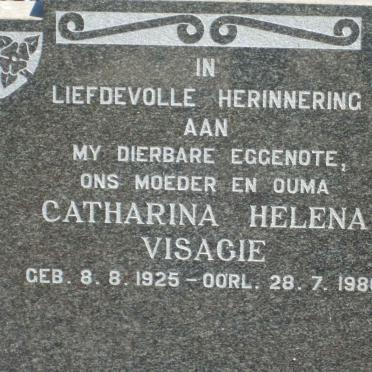 IN
LIEFDEVOLLE HERINNERING
AAN
MY DIERBARE EGGENOTE,
ONS MOEDER EN OUMA
CATHARINA HELENA
VISAGIE
GEB. 8. 8. 1925 - OORL. 28. 7. 198